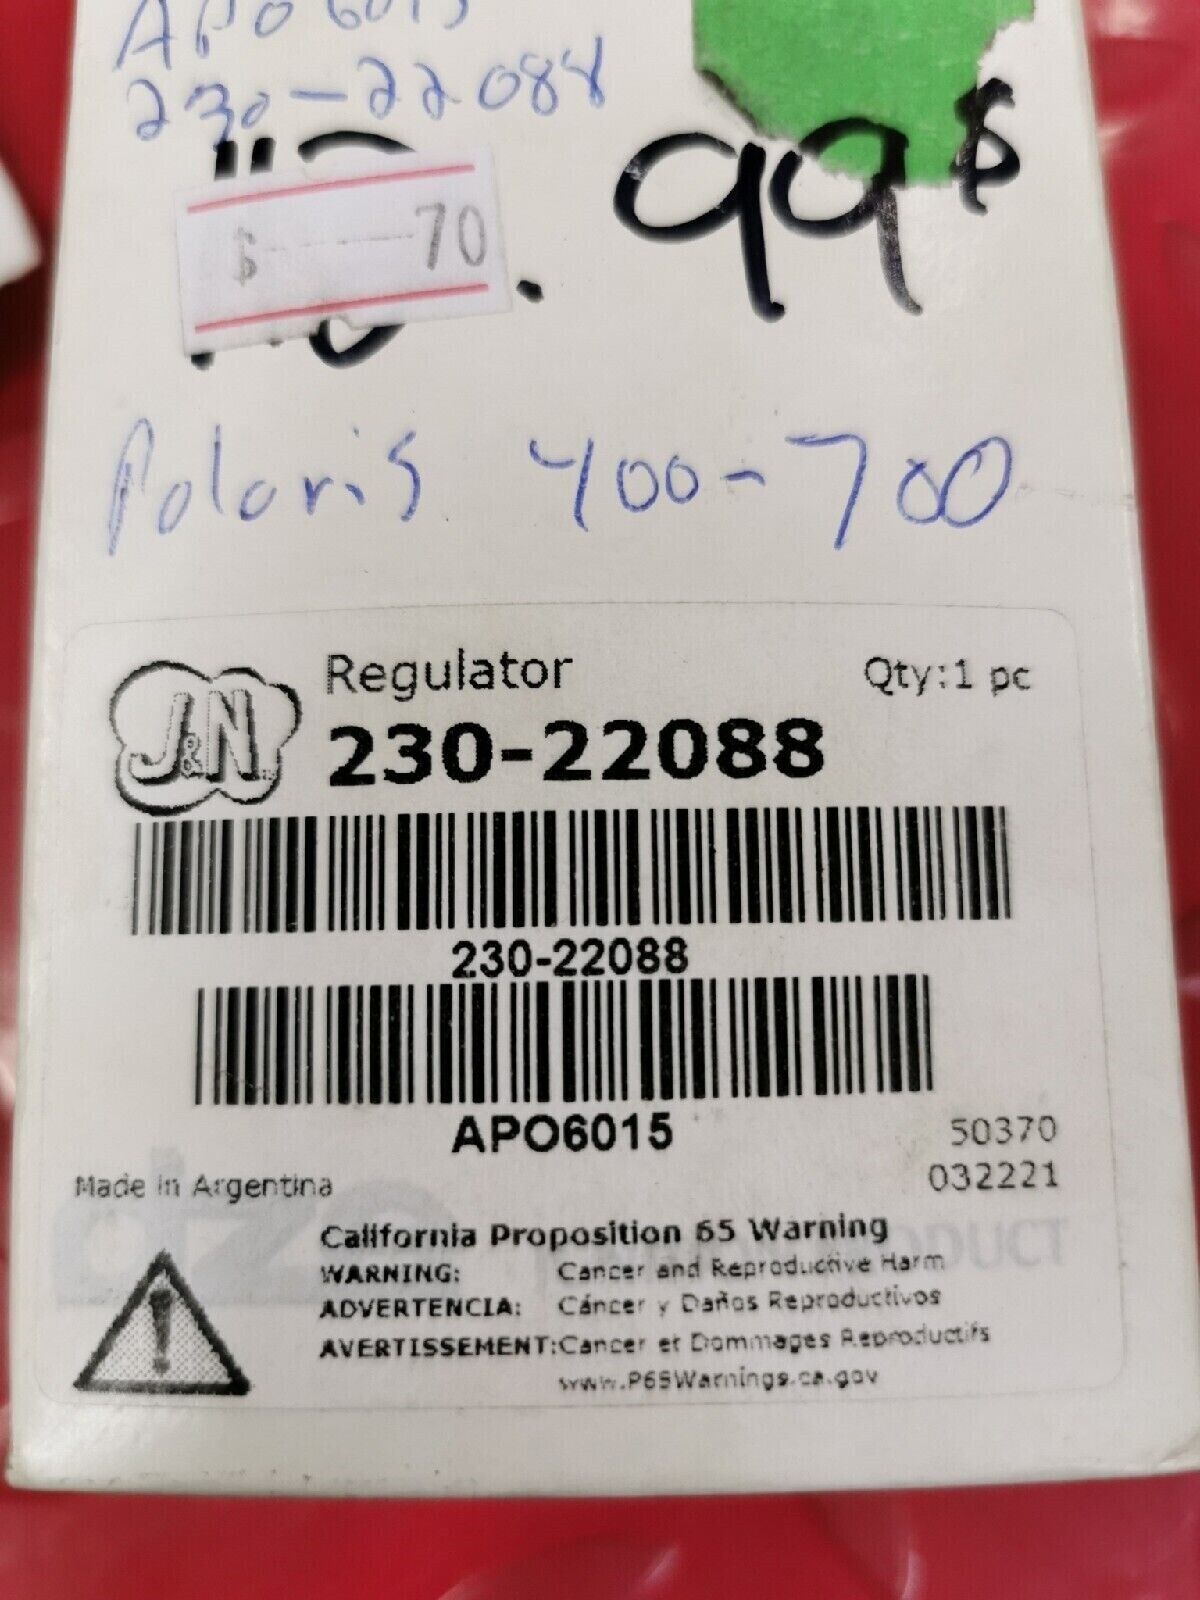 APO 6015
230-22088
$ 70
. 99 $
Polaris 400-700
J&N
Regulator
Qty:1 pc
230-22088
230-22088
APO6015
50370
Made in Argentina
032221
California Proposition 65 Warning
WARNING: Cancer and Reproductive Harm
ADVERTENCIA: Cáncer y Daños Reproductivos
AVERTISSEMENT: Cancer et Dommages Reproductifs
www.P65Warnings.ca.gov